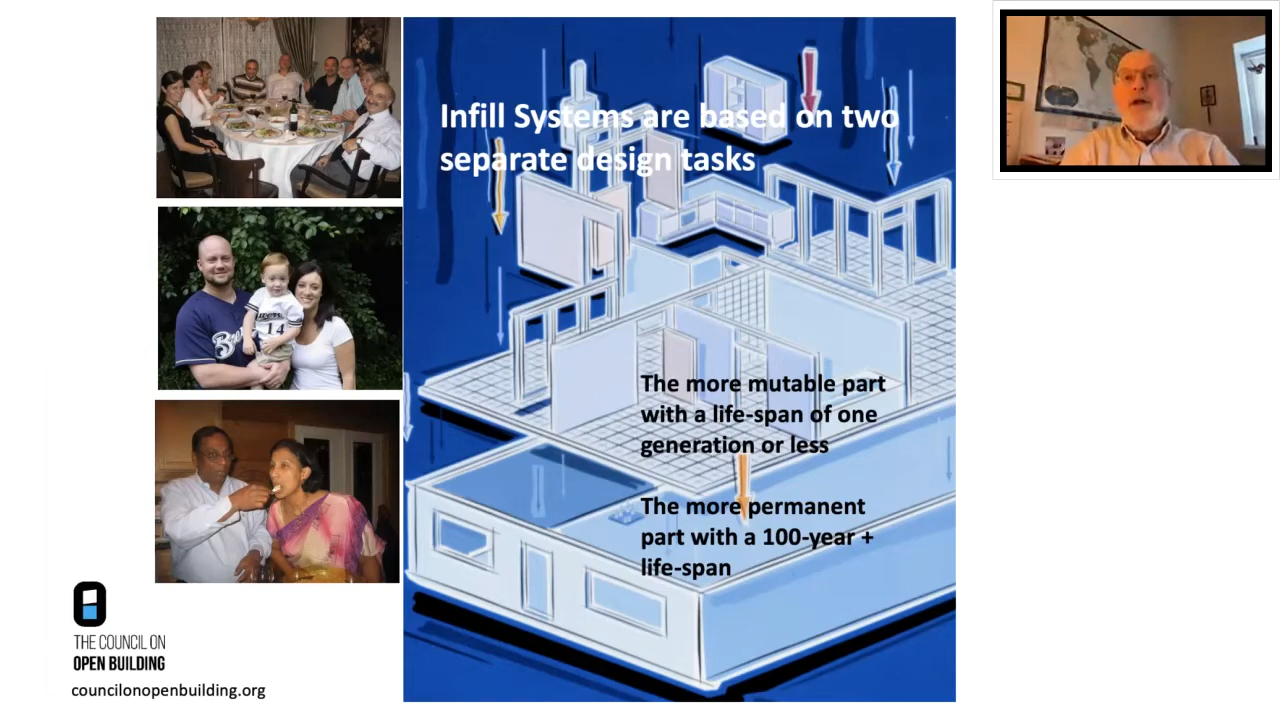 Infill Systems are based on two
separate design tasks
The more mutable part
with a life-span of one
generation or less
The more permanent
part with a 100-year +
life-span
14
THE COUNCIL ON
OPEN BUILDING
councilonopenbuilding.org